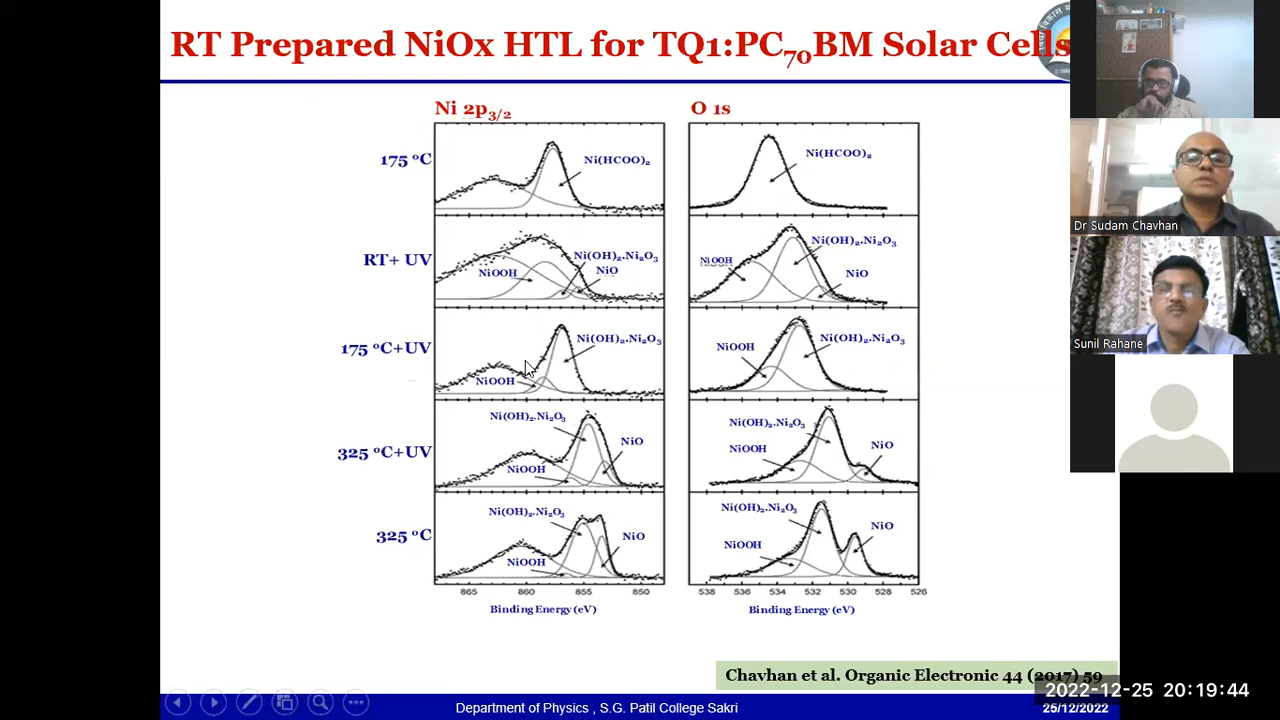 RT Prepared NiOx HTL for TQ1:PC70BM Solar Cells
Ni 2p3/2
O 1s
175 °C
Ni(HCOO)2
Ni(HCOO)2
RT+ UV
Ni(OH)2.Ni2O3
NiO
NiOOH
Ni(OH)2.Ni2O3
NiOOH
NiO
175 °C+UV
Ni(OH)2.Ni2O3
NiOOH
Ni(OH)2.Ni2O3
NiOOH
325 °C+UV
Ni(OH)2.Ni2O3
NiO
NiOOH
Ni(OH)2.Ni2O3
NiOOH
NiO
325 °C
Ni(OH)2.Ni2O3
NiO
NiOOH
Ni(OH)2.Ni2O3
NiO
NiOOH
865 860 855 850
538 536 534 532 530 528 526
Binding Energy (eV)
Binding Energy (eV)
Chavhan et al. Organic Electronic 44 (2017) 59
2022-12-25 20:19:44
Department of Physics , S.G. Patil College Sakri
25/12/2022
Dr Sudam Chavhan
Sunil Rahane